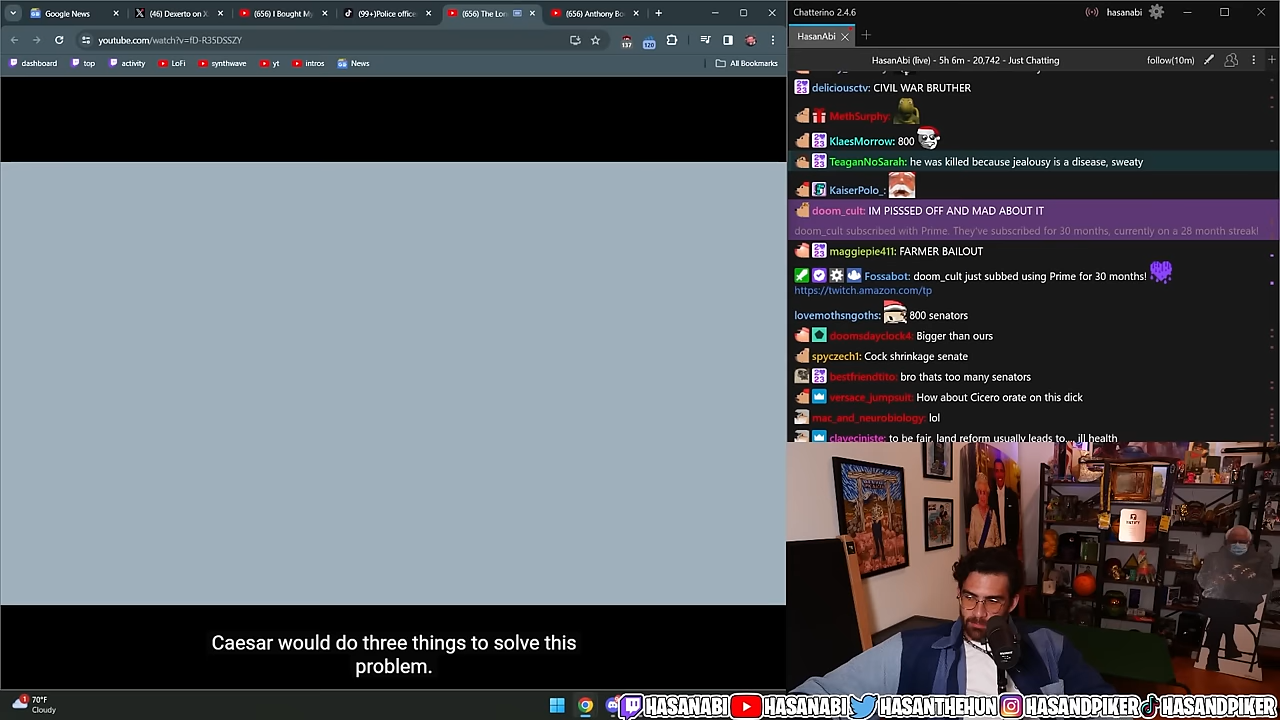 Google News
(46) Dexerto on X
(656) I Bought My
(99+)Police office
(656) The Lon
(656) Anthony Bo
youtube.com/watch?v=fD-R35DSSZY
137
120
dashboard
top
activity
LoFi
synthwave
yt
intros
News
All Bookmarks
Caesar would do three things to solve this
problem.
1
70°F
Cloudy
Chatterino 2.4.6
hasanabi
HasanAbi
HasanAbi (live) - 5h 6m - 20,742 - Just Chatting
follow(10m)
deliciousctv: CIVIL WAR BRUTHER
MethSurphy:
KlaesMorrow: 800
TeaganNoSarah: he was killed because jealousy is a disease, sweaty
KaiserPolo_:
doom_cult: IM PISSSED OFF AND MAD ABOUT IT
doom_cult subscribed with Prime. They've subscribed for 30 months, currently on a 28 month streak!
maggiepie411: FARMER BAILOUT
Fossabot: doom_cult just subbed using Prime for 30 months!
https://twitch.amazon.com/tp
lovemothsngoths: 800 senators
doomsdayclock4: Bigger than ours
spyczech1: Cock shrinkage senate
bestfriendtito: bro thats too many senators
versace_jumpsuit: How about Cicero orate on this dick
mac_and_neurobiology: lol
claveciniste: to be fair, land reform usually leads to... ill health
HASANABI
HASANABI
HASANTHEHUN
HASANDPIKER
HASANDPIKER